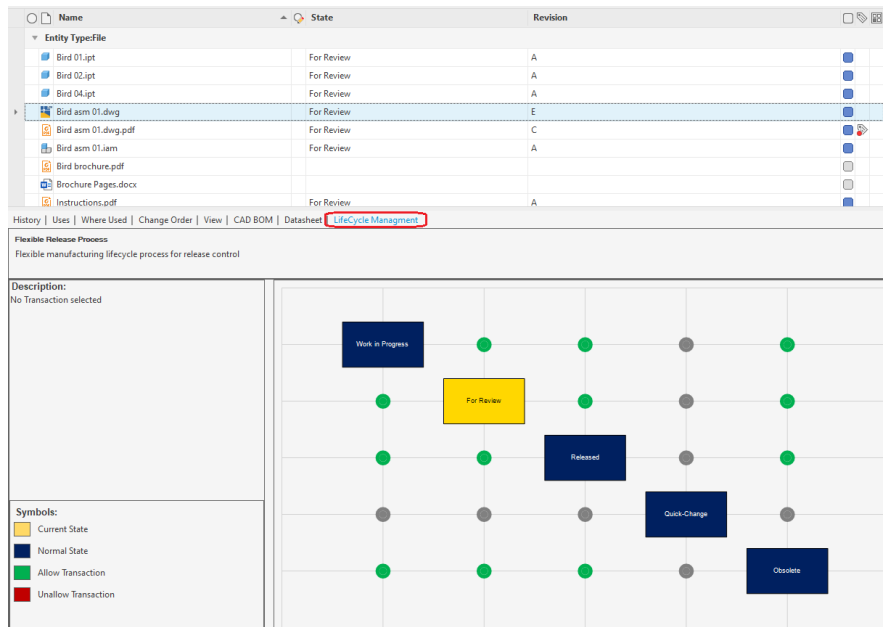 Name State Revision
Entity Type:File
Bird 01.ipt For Review A
Bird 02.ipt For Review A
Bird 04.ipt For Review A
Bird asm 01.dwg For Review E
Bird asm 01.dwg.pdf For Review C
Bird asm 01.iam For Review A
Bird brochure.pdf
Brochure Pages.docx
Instructions.pdf For Review A
History | Uses | Where Used | Change Order | View | CAD BOM | Datasheet | LifeCycle Managment
Flexible Release Process
Flexible manufacturing lifecycle process for release control
Description:
No Transaction selected
Work in Progress
For Review
Released
Quick-Change
Obsolete
Symbols:
Current State
Normal State
Allow Transaction
Unallow Transaction